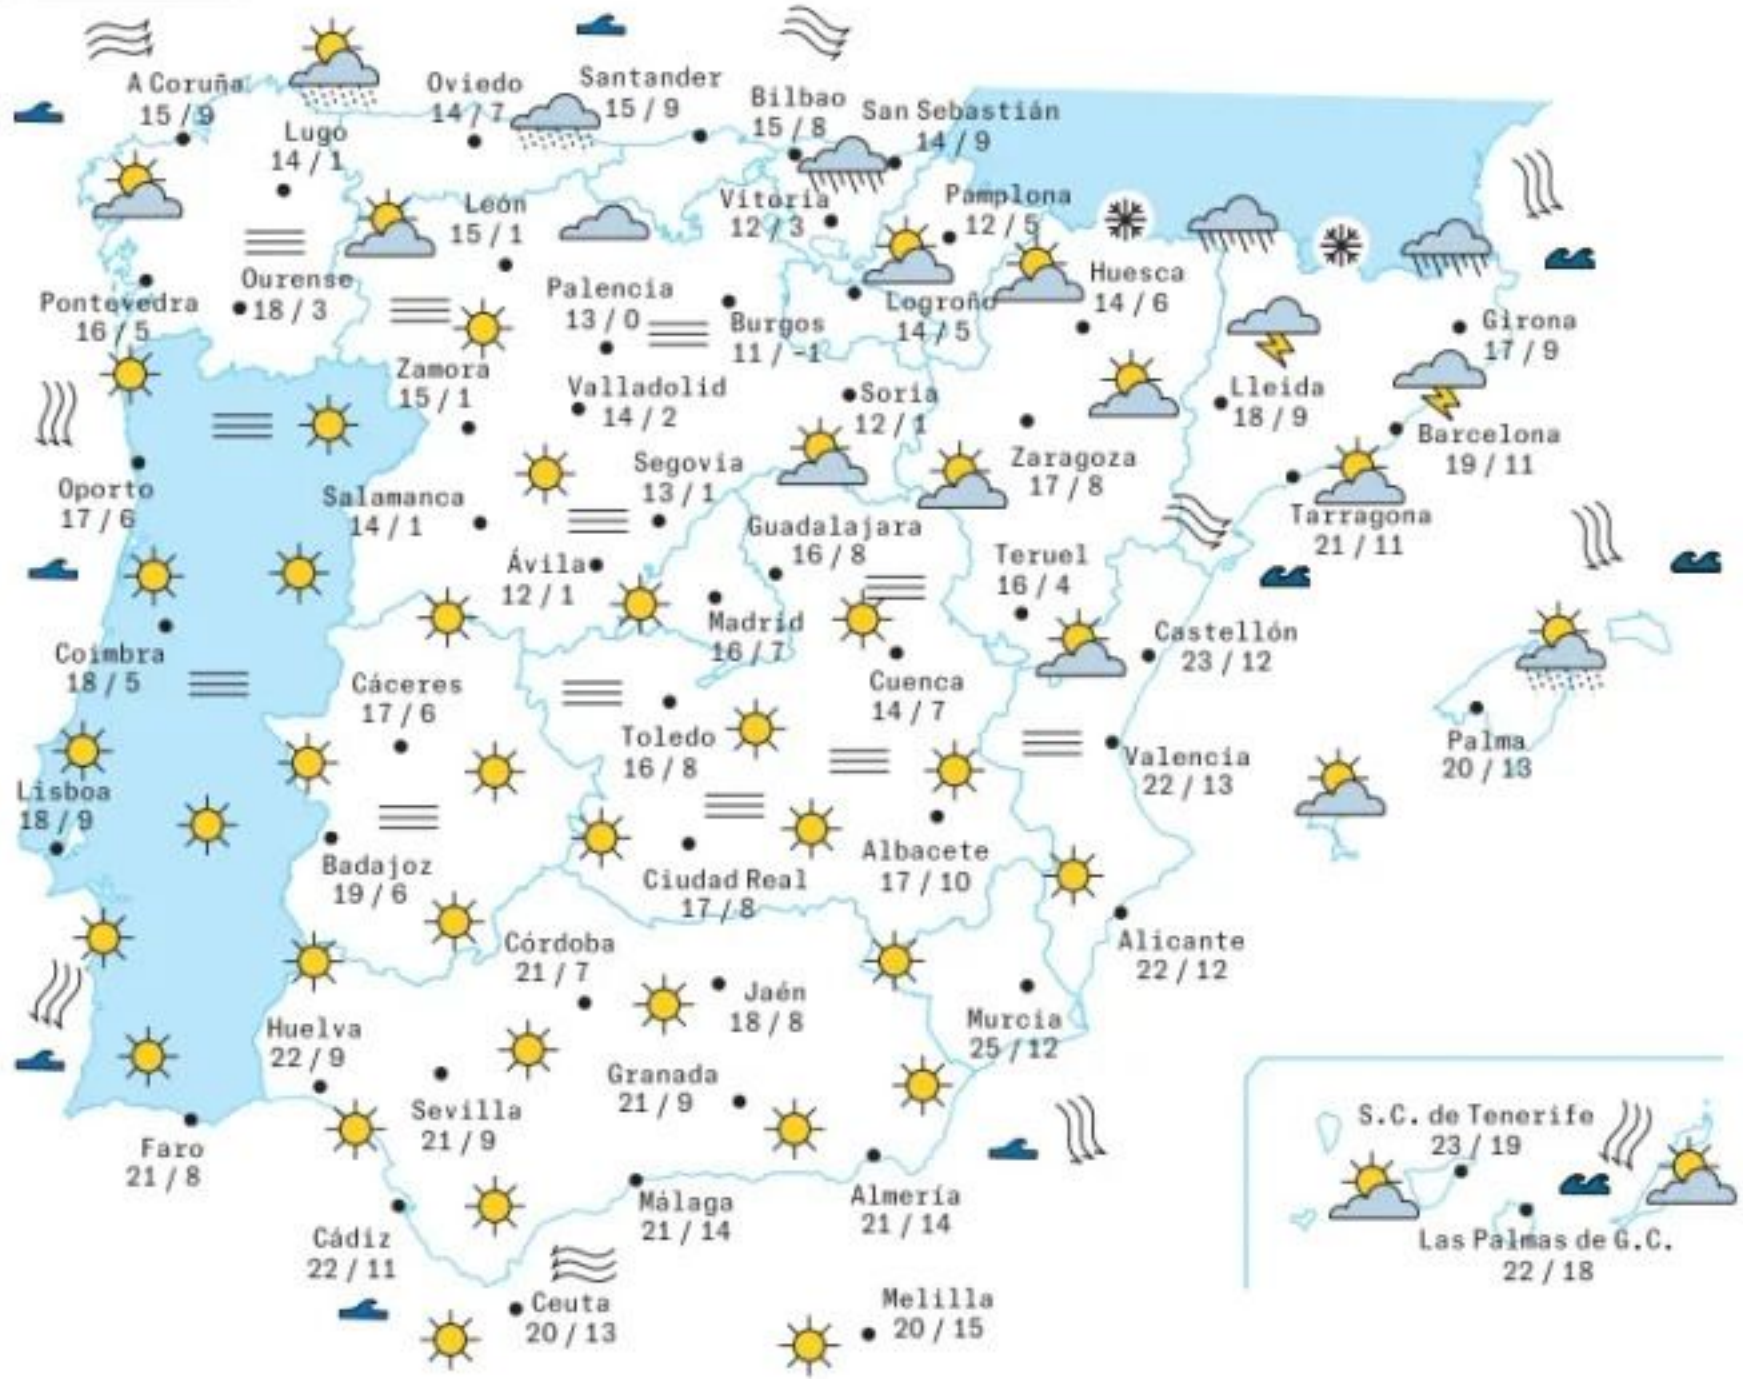 A Coruña
15 / 9
Lugo
14 / 1
Oviedo
14 / 7
Santander
15 / 9
Bilbao
15 / 8
San Sebastián
14 / 9
Vitoria
12 / 3
Pamplona
12 / 5
León
15 / 1
Ourense
18 / 3
Pontevedra
16 / 5
Palencia
13 / 0
Burgos
11 / -1
Logroño
14 / 5
Huesca
14 / 6
Girona
17 / 9
Zamora
15 / 1
Valladolid
14 / 2
Soria
12 / 1
Lleida
18 / 9
Barcelona
19 / 11
Oporto
17 / 6
Salamanca
14 / 1
Segovia
13 / 1
Zaragoza
17 / 8
Tarragona
21 / 11
Guadalajara
16 / 8
Ávila
12 / 1
Teruel
16 / 4
Madrid
16 / 7
Castellón
23 / 12
Coimbra
18 / 5
Cáceres
17 / 6
Cuenca
14 / 7
Toledo
16 / 8
Valencia
22 / 13
Palma
20 / 13
Lisboa
18 / 9
Badajoz
19 / 6
Ciudad Real
17 / 8
Albacete
17 / 10
Córdoba
21 / 7
Alicante
22 / 12
Jaén
18 / 8
Murcia
25 / 12
Huelva
22 / 9
Sevilla
21 / 9
Granada
21 / 9
Faro
21 / 8
Cádiz
22 / 11
Málaga
21 / 14
Almería
21 / 14
Ceuta
20 / 13
Melilla
20 / 15
S.C. de Tenerife
23 / 19
Las Palmas de G.C.
22 / 18